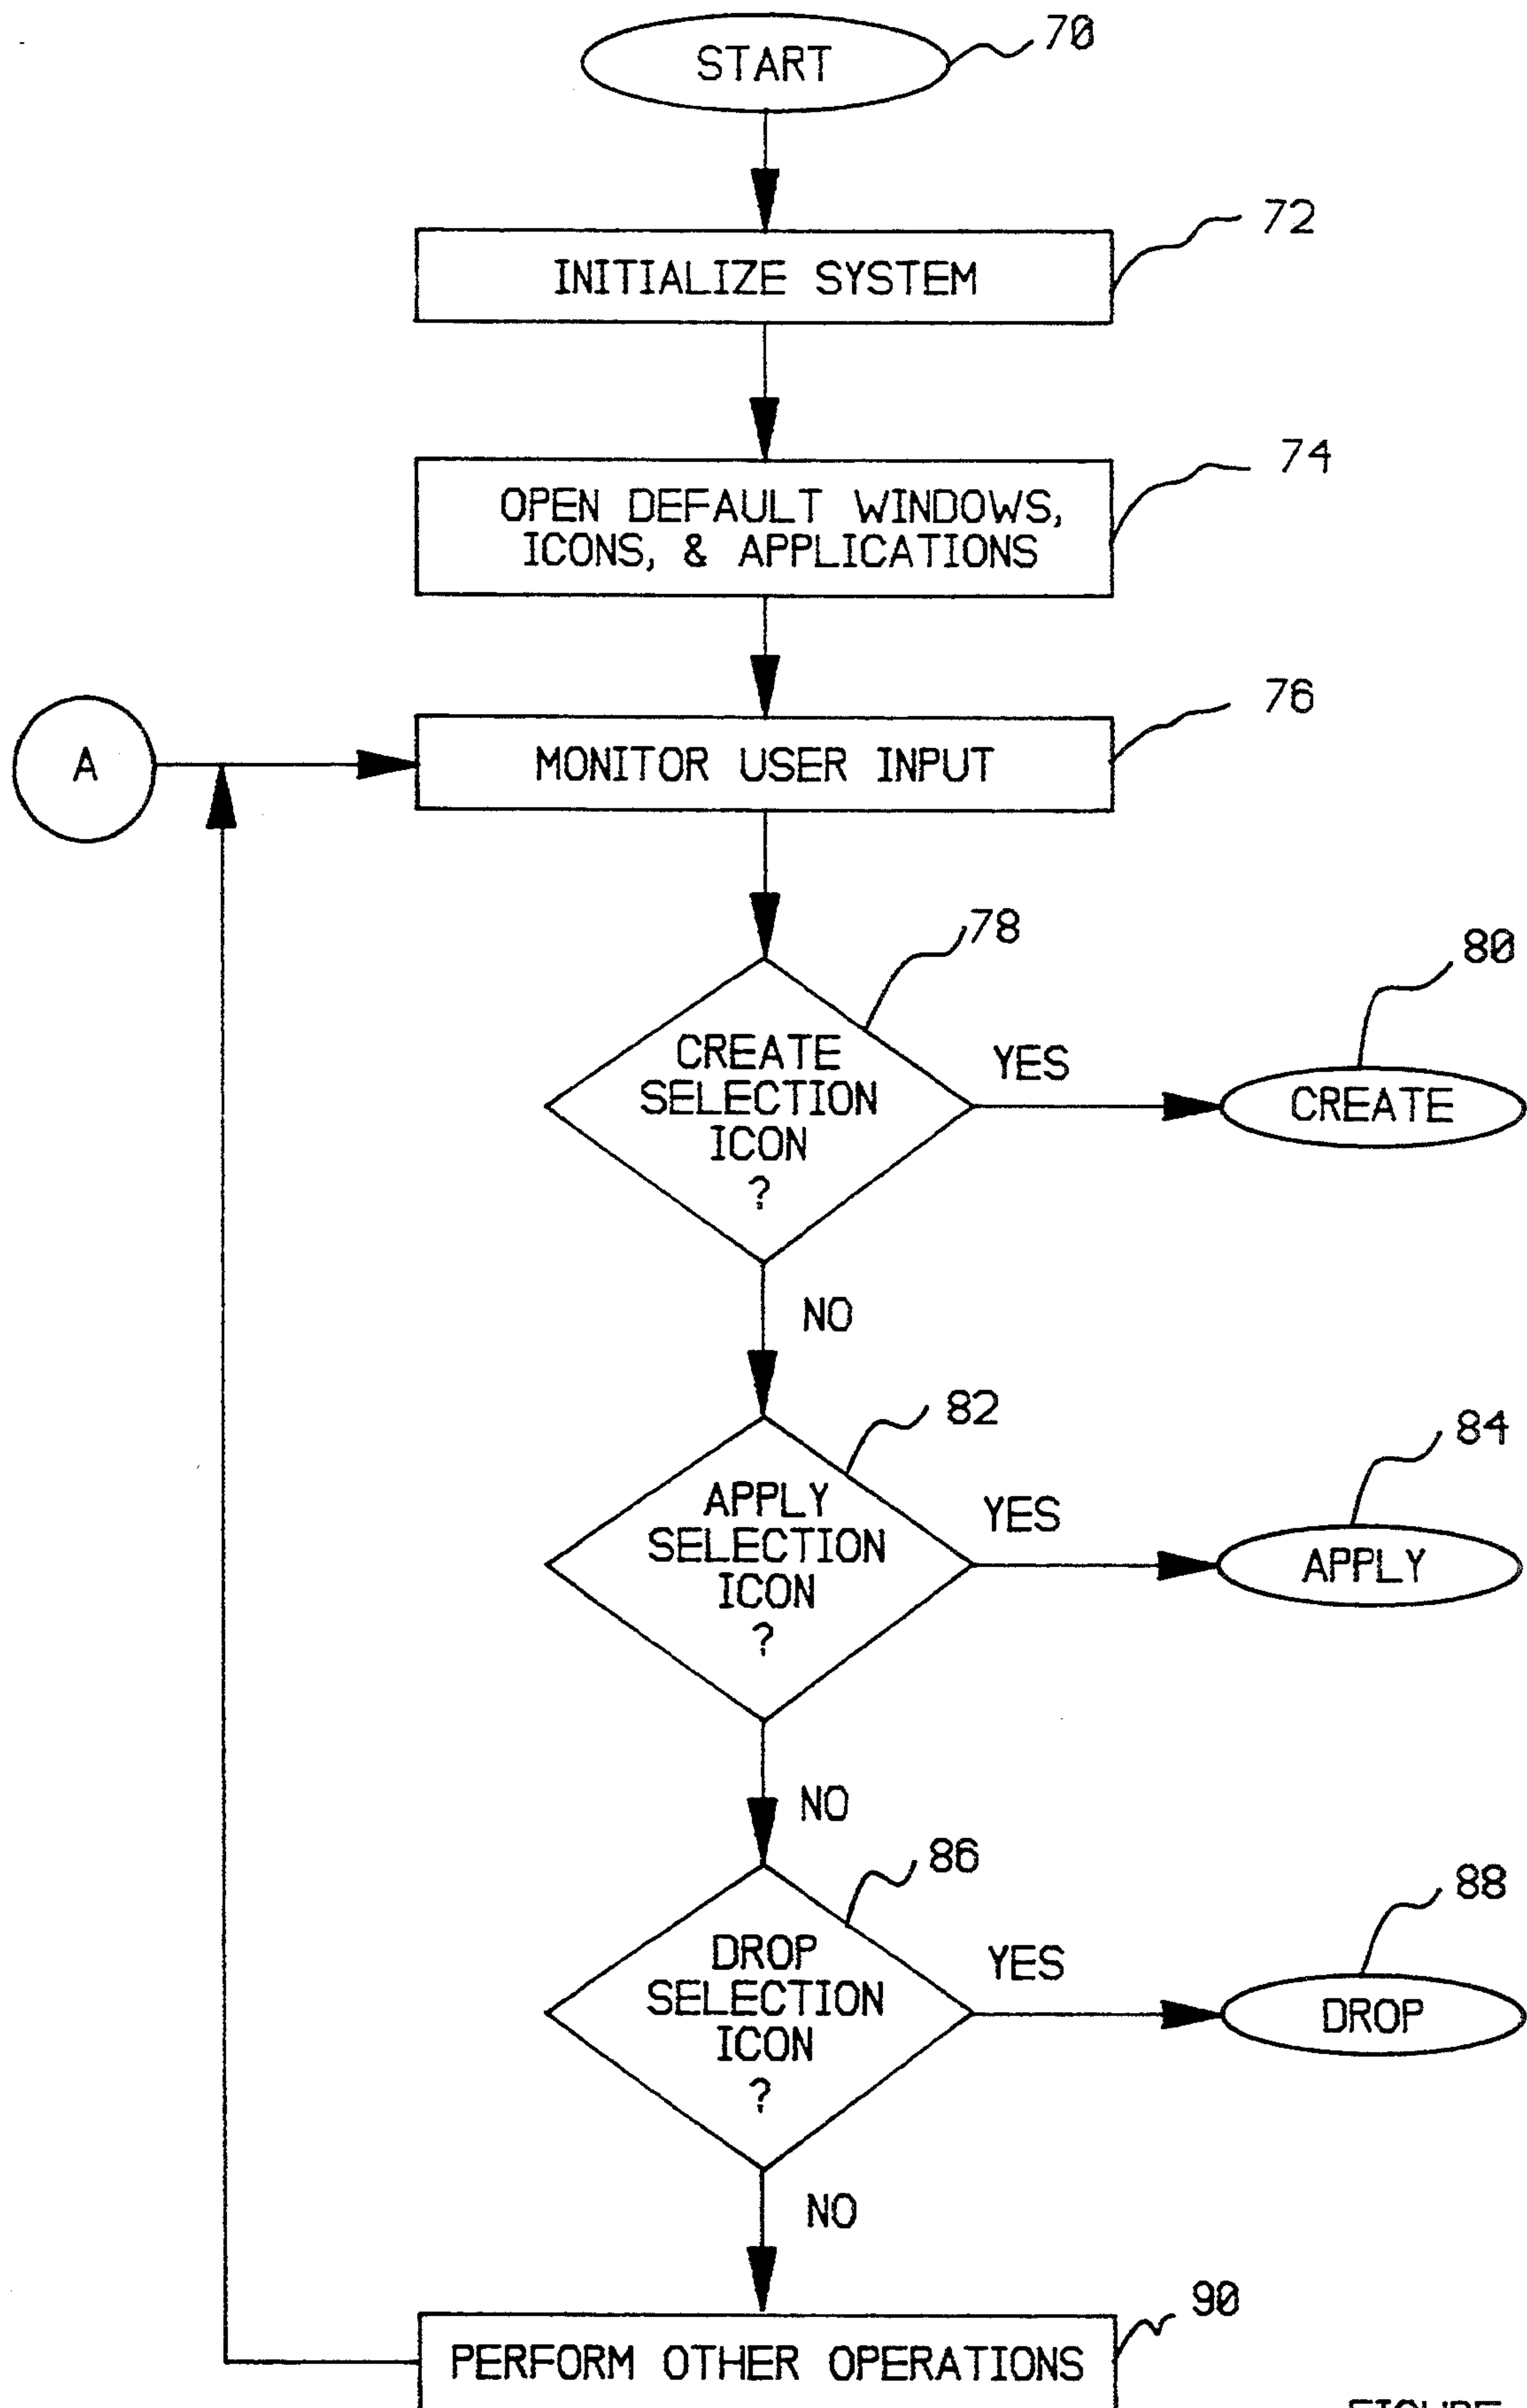 START
70
INITIALIZE SYSTEM
72
OPEN DEFAULT WINDOWS,
ICONS, & APPLICATIONS
74
A
MONITOR USER INPUT
76
CREATE
SELECTION
ICON
?
78
YES
CREATE
80
NO
APPLY
SELECTION
ICON
?
82
YES
APPLY
84
NO
DROP
SELECTION
ICON
?
86
YES
DROP
88
NO
PERFORM OTHER OPERATIONS
90